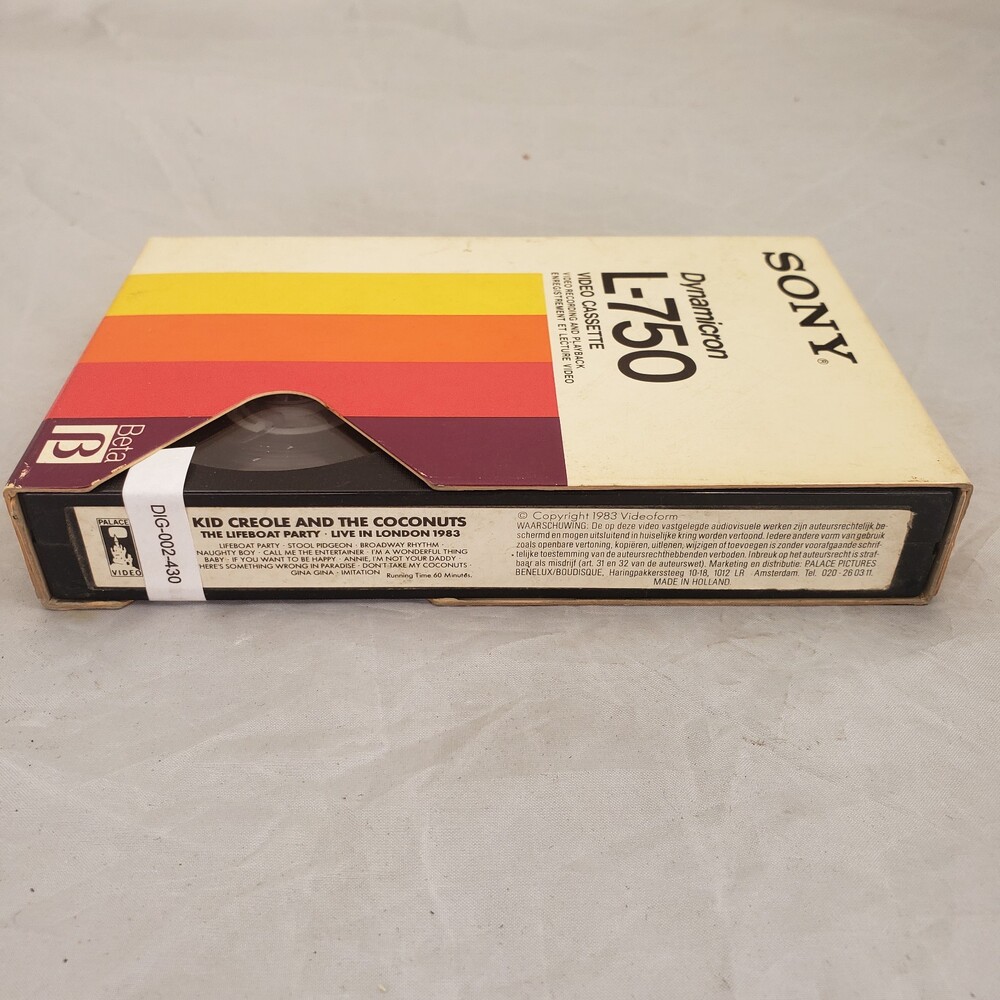 SONY®
Dynamicron
L-750
VIDEO CASSETTE
VIDEO RECORDING AND PLAYBACK
ENREGISTREMENT ET LECTURE VIDEO
Beta
B
DIG-002-430
PALACE
VIDEO
KID CREOLE AND THE COCONUTS
THE LIFEBOAT PARTY · LIVE IN LONDON 1983
LIFEBOAT PARTY · STOOL PIDGEON · BROADWAY RHYTHM ·
NAUGHTY BOY · CALL ME THE ENTERTAINER · I'M A WONDERFUL THING
BABY · IF YOU WANT TO BE HAPPY · ANNIE, I'M NOT YOUR DADDY ·
HERE'S SOMETHING WRONG IN PARADISE · DON'T TAKE MY COCONUTS ·
GINA GINA · IMITATION Running Time 60 Minutes.
© Copyright 1983 Videoform
WAARSCHUWING. De op deze video vastgelegde audiovisuele werken zijn auteursrechtelijk be-
schermd en mogen uitsluitend in huiselijke kring worden vertoond. Iedere andere vorm van gebruik
zoals openbare vertoning, kopiëren, uitlenen, wijzigen of toevoegen is zonder voorafgaande schrif-
telijke toestemming van de auteursrechthebbenden verboden. Inbreuk op het auteursrecht is straf-
baar als misdrijf (art. 31 en 32 van de auteurswet). Marketing en distributie: PALACE PICTURES
BENELUX/BOUDISQUE, Haringpakkerssteeg 10-18, 1012 LR Amsterdam. Tel. 020 - 26 03 11.
MADE IN HOLLAND.